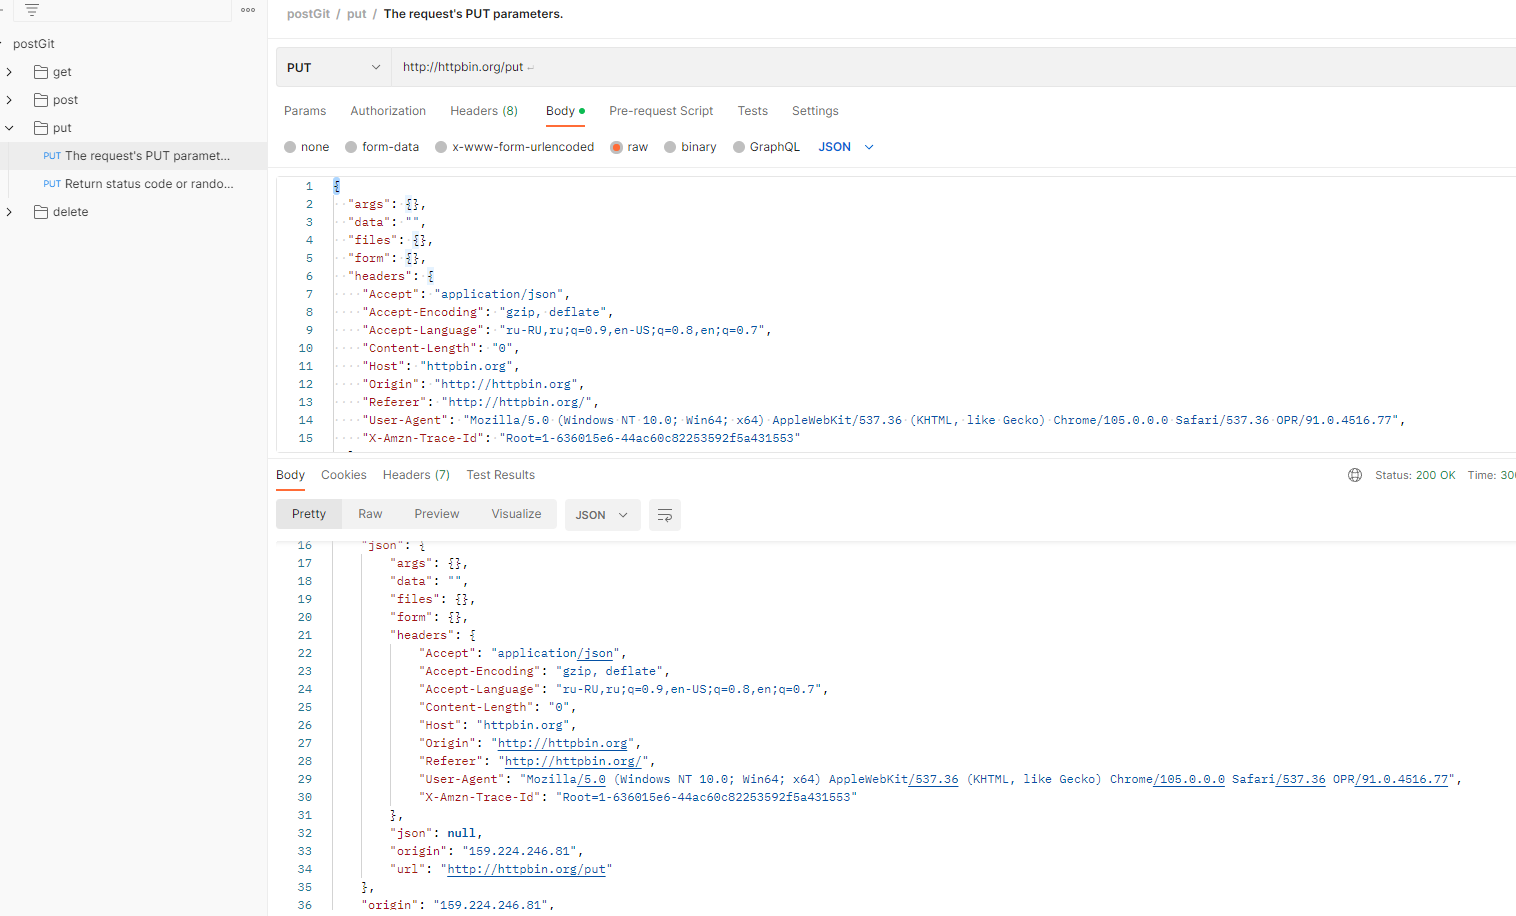 postGit / put / The request's PUT parameters.
postGit
get
post
put
PUT The request's PUT paramet...
PUT Return status code or rando...
delete
PUT http://httpbin.org/put
Params Authorization Headers (8) Body Pre-request Script Tests Settings
none form-data x-www-form-urlencoded raw binary GraphQL JSON
1 {
2 "args": {},
3 "data": "",
4 "files": {},
5 "form": {},
6 "headers": {
7 "Accept": "application/json",
8 "Accept-Encoding": "gzip, deflate",
9 "Accept-Language": "ru-RU,ru;q=0.9,en-US;q=0.8,en;q=0.7",
10 "Content-Length": "0",
11 "Host": "httpbin.org",
12 "Origin": "http://httpbin.org",
13 "Referer": "http://httpbin.org/",
14 "User-Agent": "Mozilla/5.0 (Windows NT 10.0; Win64; x64) AppleWebKit/537.36 (KHTML, like Gecko) Chrome/105.0.0.0 Safari/537.36 OPR/91.0.4516.77",
15 "X-Amzn-Trace-Id": "Root=1-636015e6-44ac60c82253592f5a431553"
Body Cookies Headers (7) Test Results Status: 200 OK Time: 300
Pretty Raw Preview Visualize JSON
16 "json": {
17 "args": {},
18 "data": "",
19 "files": {},
20 "form": {},
21 "headers": {
22 "Accept": "application/json",
23 "Accept-Encoding": "gzip, deflate",
24 "Accept-Language": "ru-RU,ru;q=0.9,en-US;q=0.8,en;q=0.7",
25 "Content-Length": "0",
26 "Host": "httpbin.org",
27 "Origin": "http://httpbin.org",
28 "Referer": "http://httpbin.org/",
29 "User-Agent": "Mozilla/5.0 (Windows NT 10.0; Win64; x64) AppleWebKit/537.36 (KHTML, like Gecko) Chrome/105.0.0.0 Safari/537.36 OPR/91.0.4516.77",
30 "X-Amzn-Trace-Id": "Root=1-636015e6-44ac60c82253592f5a431553"
31 },
32 "json": null,
33 "origin": "159.224.246.81",
34 "url": "http://httpbin.org/put"
35 },
36 "origin": "159.224.246.81",